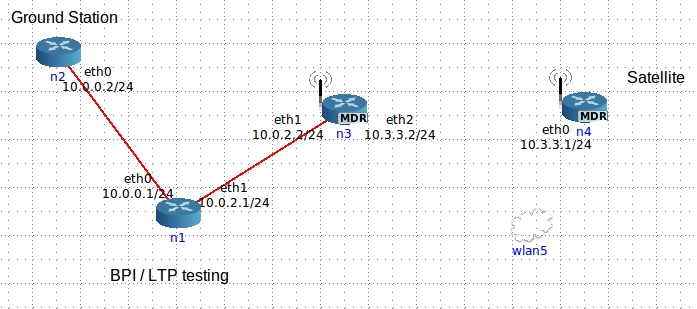 Ground Station
n2
eth0
10.0.0.2/24
eth1
10.0.2.2/24
MDR
n3
eth2
10.3.3.2/24
Satellite
MDR
eth0
n4
10.3.3.1/24
eth0
10.0.0.1/24
eth1
10.0.2.1/24
n1
wlan5
BPI / LTP testing